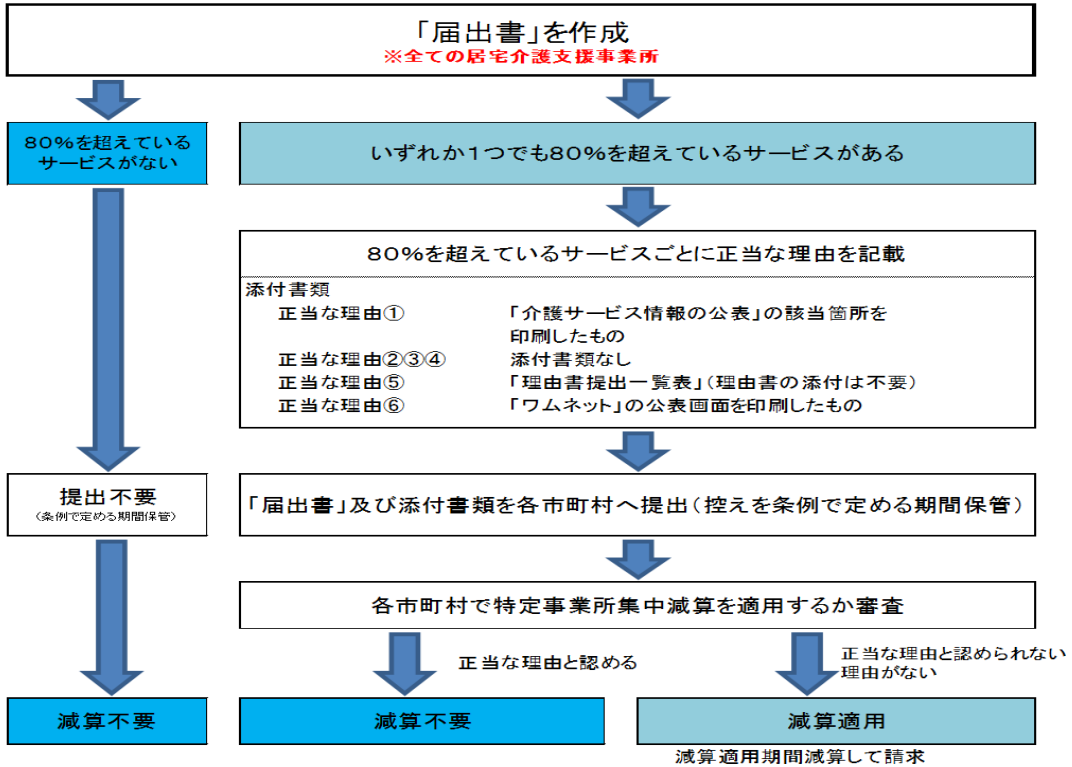 「届出書」を作成
※全ての居宅介護支援事業所
80%を超えている
サービスがない
いずれか1つでも80%を超えているサービスがある
80%を超えているサービスごとに正当な理由を記載
添付書類
正当な理由① 「介護サービス情報の公表」の該当箇所を
印刷したもの
正当な理由②③④ 添付書類なし
正当な理由⑤ 「理由書提出一覧表」(理由書の添付は不要)
正当な理由⑥ 「ワムネット」の公表画面を印刷したもの
提出不要
(条例で定める期間保管)
「届出書」及び添付書類を各市町村へ提出(控えを条例で定める期間保管)
各市町村で特定事業所集中減算を適用するか審査
正当な理由と認める
正当な理由と認められない
理由がない
減算不要
減算不要
減算適用
減算適用期間減算して請求